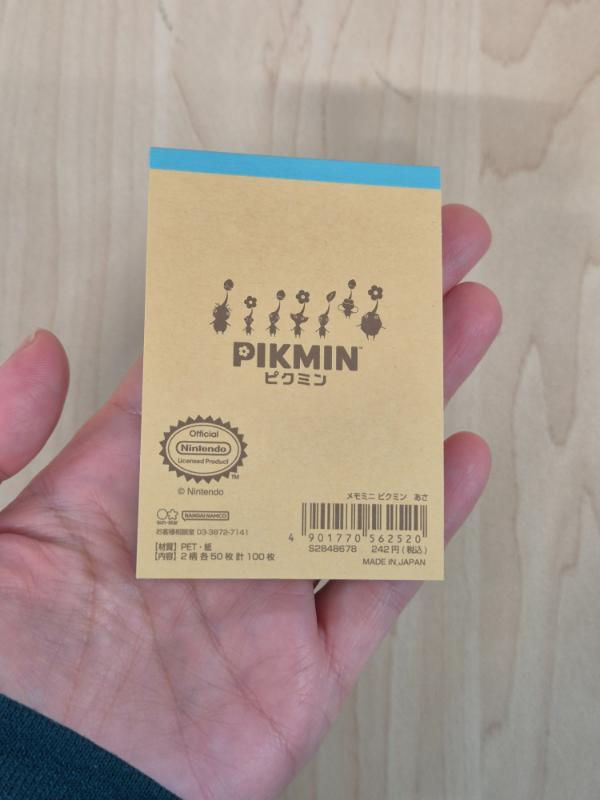 PIKMIN™
ピクミン
Official
Nintendo
Licensed Product
™
© Nintendo
sun-star BANDAI NAMCO
お客様相談室 03-3872-7141
【材質】 PET・紙
【内容】 2柄 各50枚 計100枚
メモミニ ピクミン あさ
4 901770 562520
S2848678 242円(税込)
MADE IN JAPAN